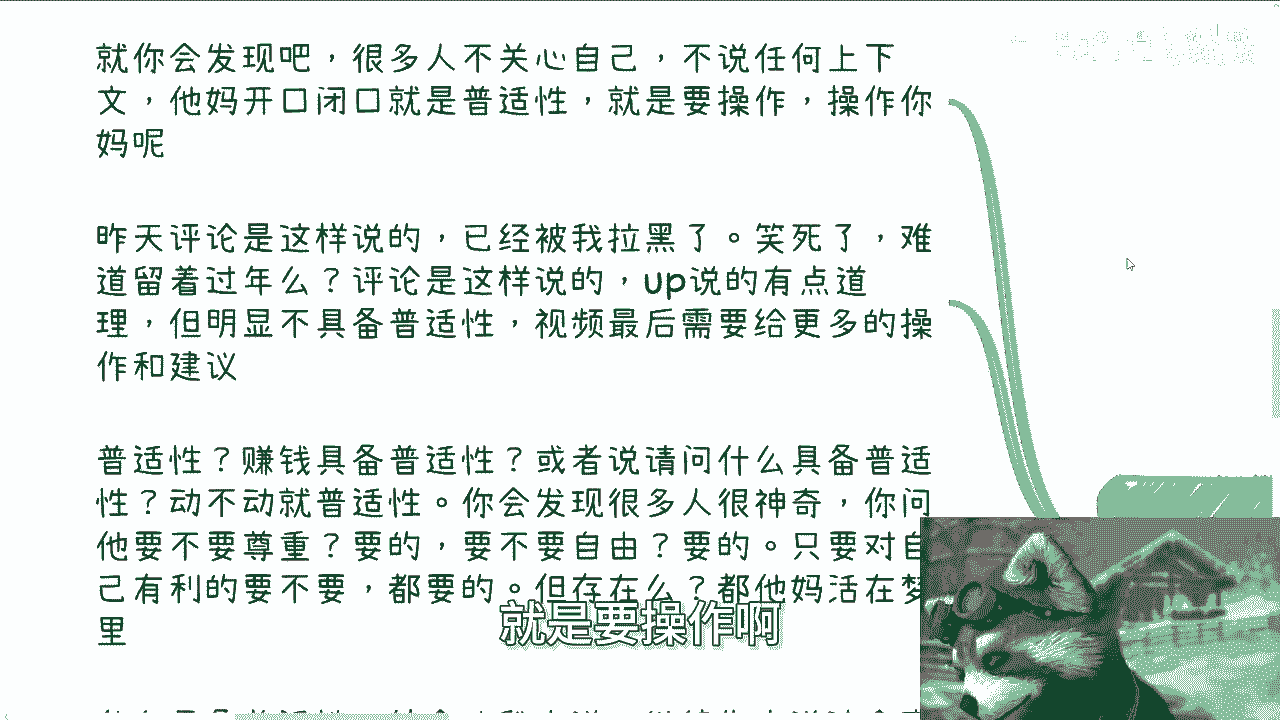 就你会发现吧，很多人不关心自己，不说任何上下
文，他妈开口闭口就是普适性，就是要操作，操作你
妈呢
昨天评论是这样说的，已经被我拉黑了。笑死了，难
道留着过年么？评论是这样说的，up说的有点道
理，但明显不具备普适性，视频最后需要给更多的操
作和建议
普适性？赚钱具备普适性？或者说请问什么具备普适
性？动不动就普适性。你会发现很多人很神奇，你问
他要不要尊重？要的，要不要自由？要的。只要对自
己有利的要不要，都要的。但存在么？都他妈活在梦
里
就是要操作啊